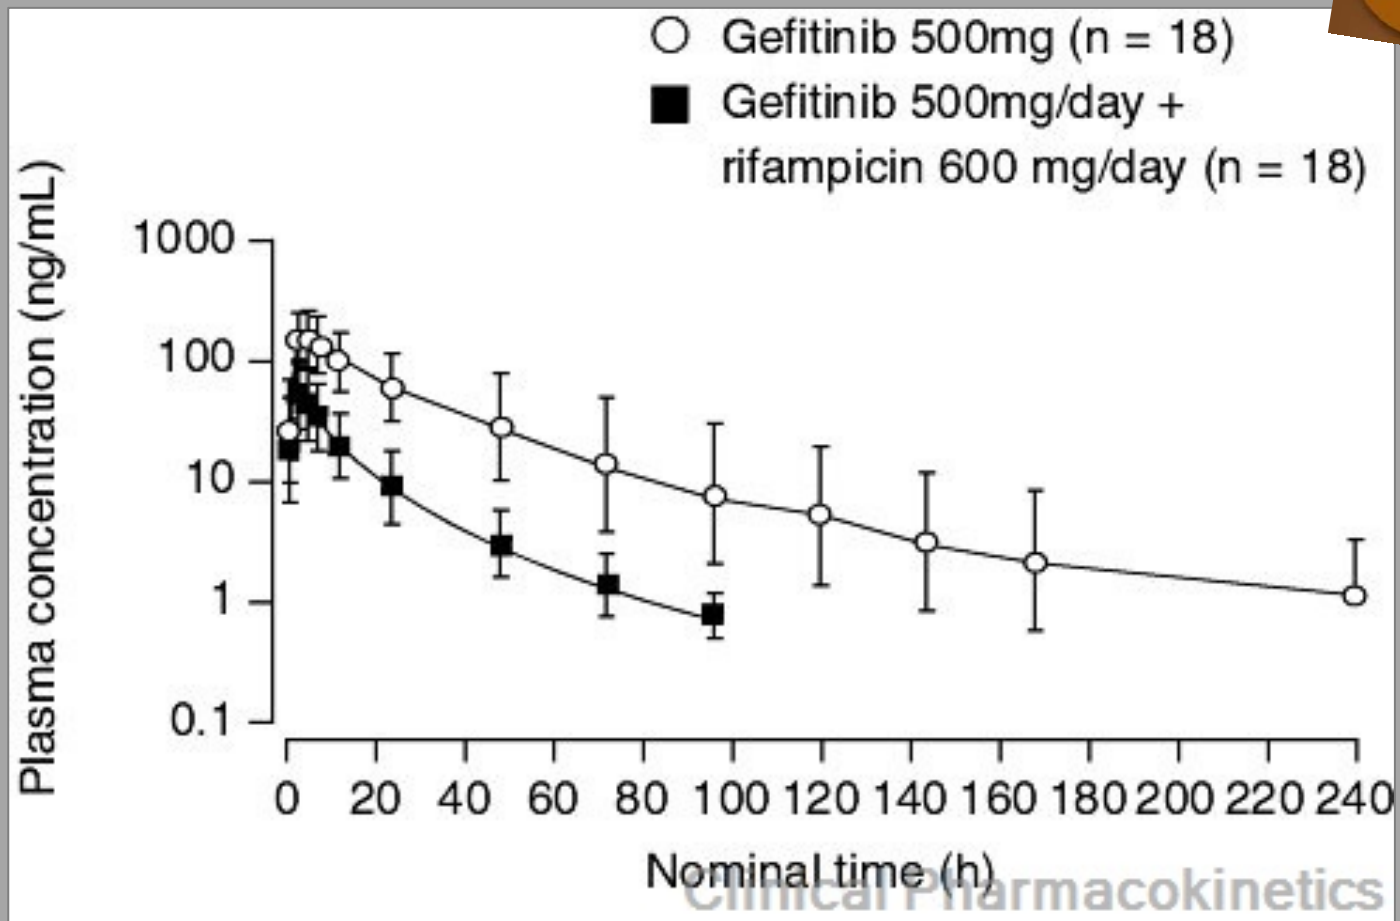 Gefitinib 500mg (n = 18)
Gefitinib 500mg/day +
rifampicin 600 mg/day (n = 18)
Plasma concentration (ng/mL)
1000
100
10
1
0.1
0 20 40 60 80 100 120 140 160 180 200 220 240
Nominal time (h)
Clinical Pharmacokinetics